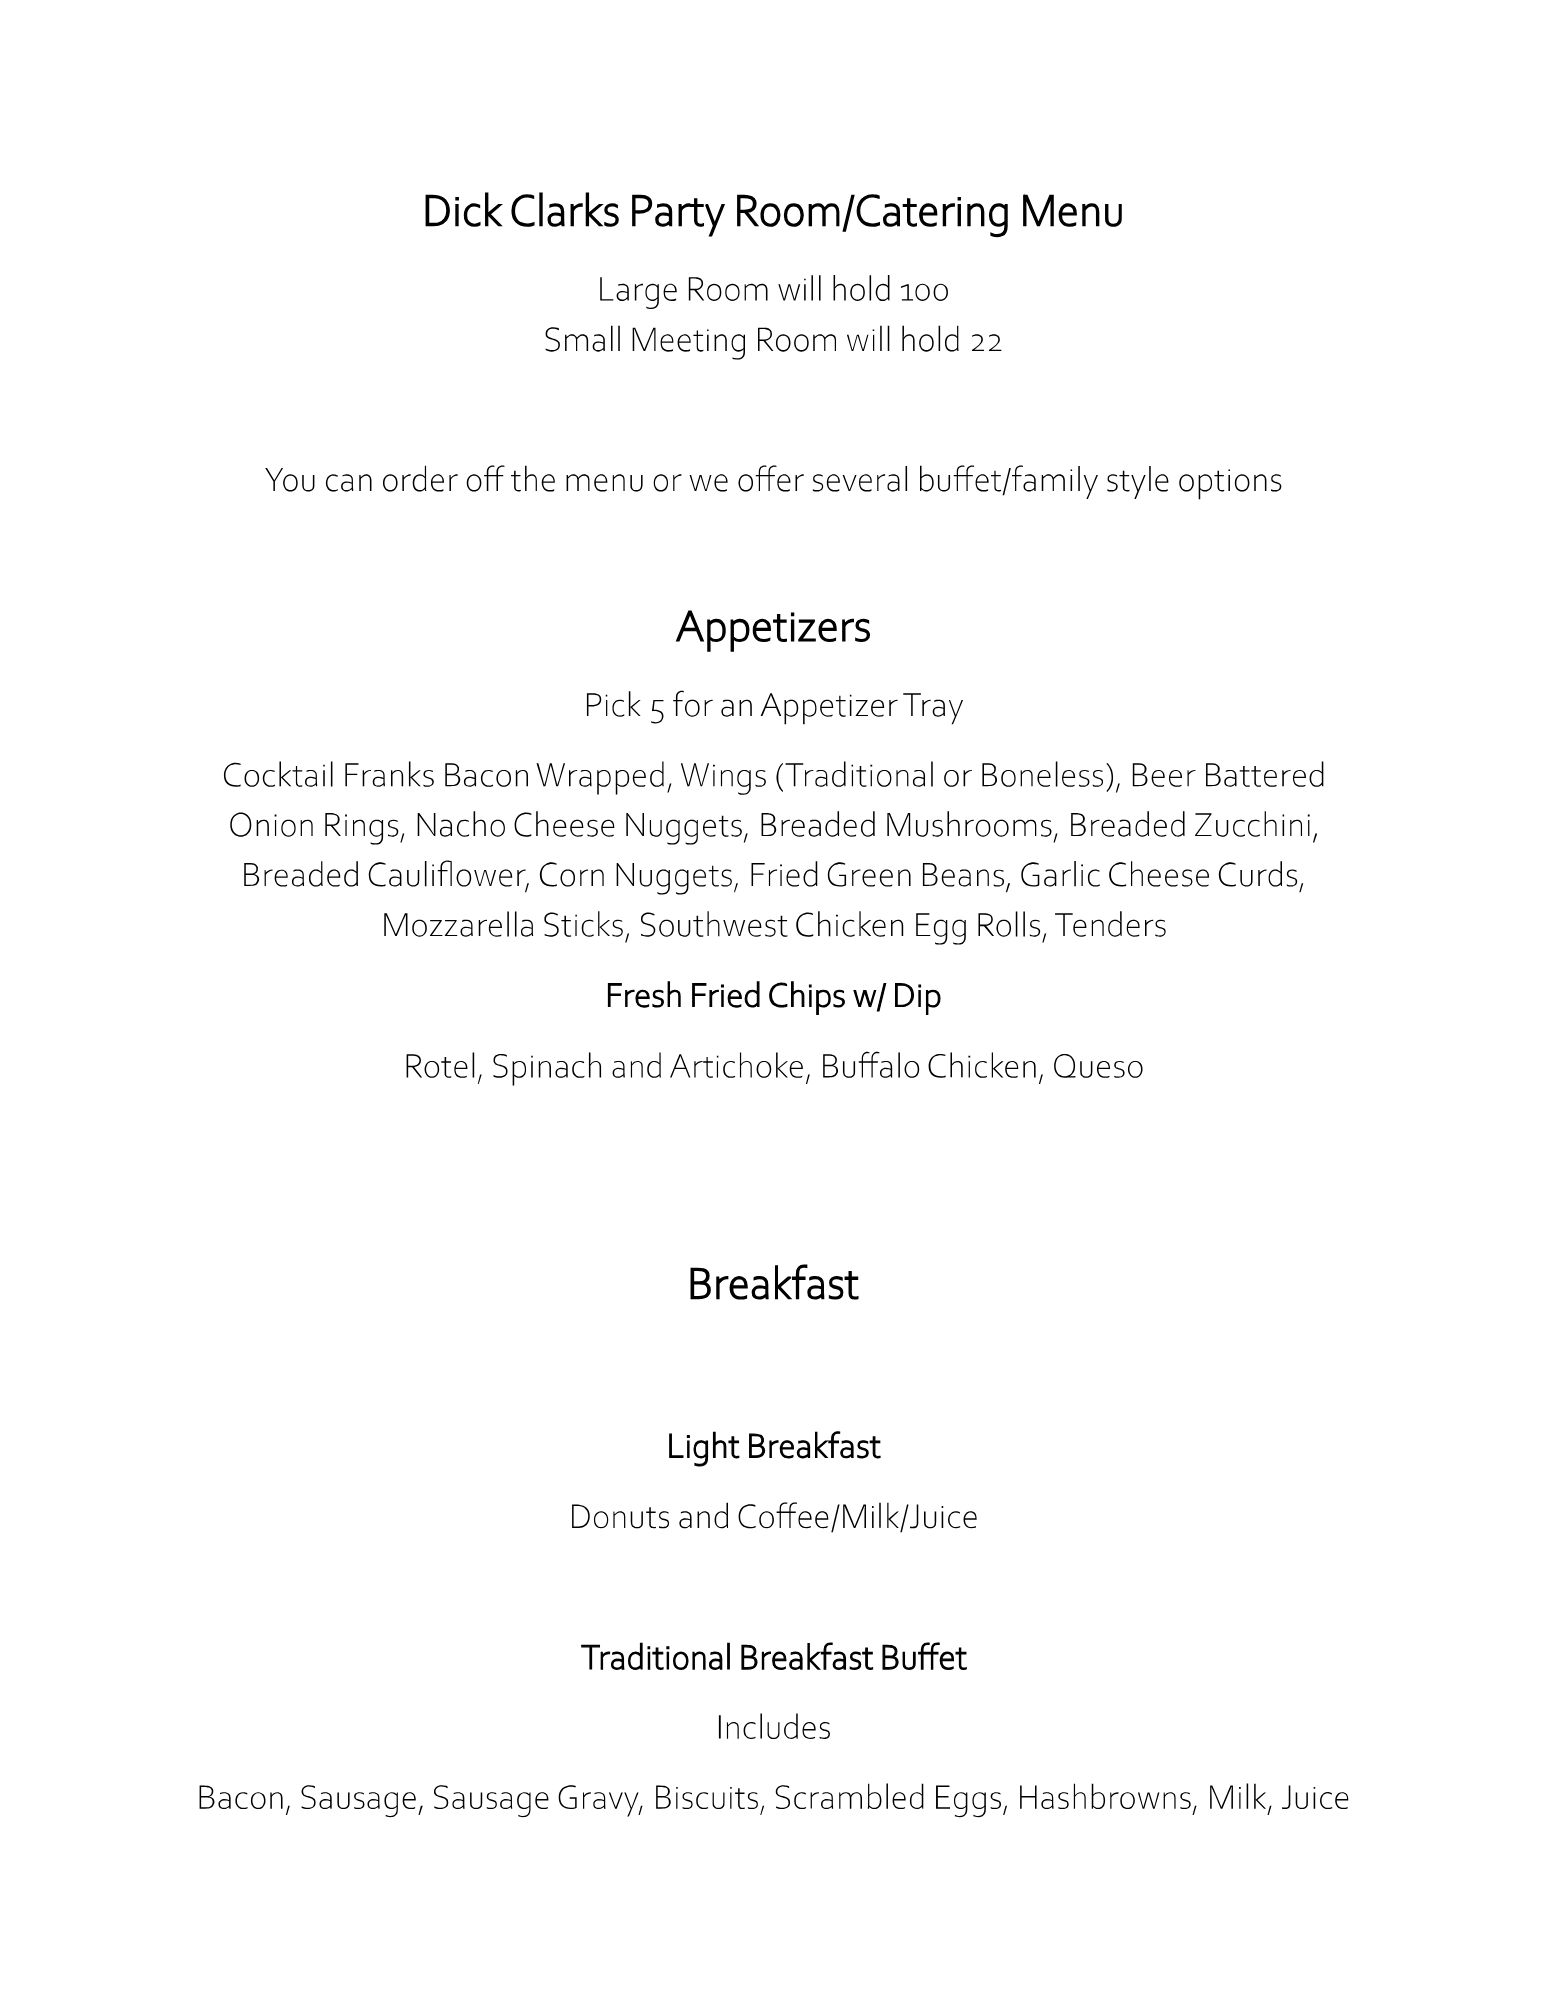 Dick Clarks Party Room/Catering Menu
Large Room will hold 100
Small Meeting Room will hold 22
You can order off the menu or we offer several buffet/family style options
Appetizers
Pick 5 for an Appetizer Tray
Cocktail Franks Bacon Wrapped, Wings (Traditional or Boneless), Beer Battered
Onion Rings, Nacho Cheese Nuggets, Breaded Mushrooms, Breaded Zucchini,
Breaded Cauliflower, Corn Nuggets, Fried Green Beans, Garlic Cheese Curds,
Mozzarella Sticks, Southwest Chicken Egg Rolls, Tenders
Fresh Fried Chips w/ Dip
Rotel, Spinach and Artichoke, Buffalo Chicken, Queso
Breakfast
Light Breakfast
Donuts and Coffee/Milk/Juice
Traditional Breakfast Buffet
Includes
Bacon, Sausage, Sausage Gravy, Biscuits, Scrambled Eggs, Hashbrowns, Milk, Juice